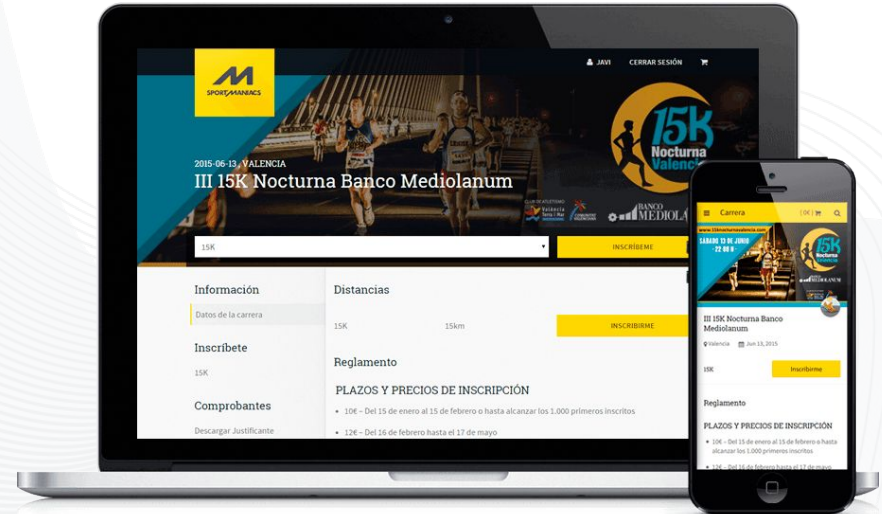 SPORTMANIACS
JAVI CERRAR SESIÓN
2015-06-13, VALENCIA
III 15K Nocturna Banco Mediolanum
15K
Nocturna
Valencia
BANCO
MEDIOLA
15K
INSCRÍBEME
Información
Datos de la carrera
Inscríbete
15K
Comprobantes
Descargar Justificante
Distancias
15K 15km INSCRIBIRME
Reglamento
PLAZOS Y PRECIOS DE INSCRIPCIÓN
• 10€ – Del 15 de enero al 15 de febrero o hasta alcanzar los 1.000 primeros inscritos
• 12€ – Del 16 de febrero hasta el 17 de mayo
Carrera
SÁBADO 13 DE JUNIO
15K
Nocturna
Valencia
III 15K Nocturna Banco
Mediolanum
Valencia Jun 13, 2015
15K Inscribirme
Reglamento
PLAZOS Y PRECIOS DE INSCRIPCIÓN
• 10€ – Del 15 de enero al 15 de febrero o hasta
alcanzar los 1.000 primeros inscritos
• 12€ – Del 16 de febrero hasta el 17 de mayo